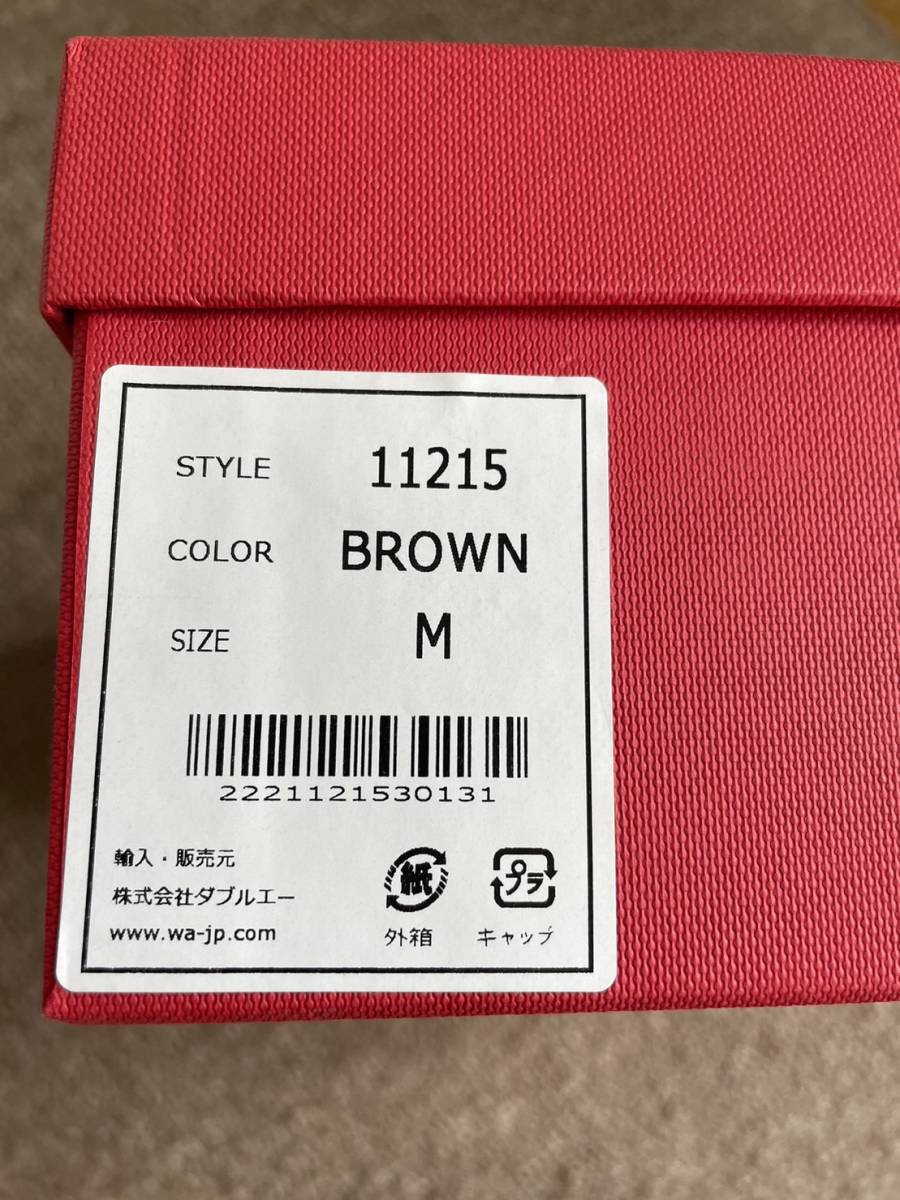 STYLE 11215
COLOR BROWN
SIZE M
2221121530131
輸入・販売元
株式会社ダブルエー
www.wa-jp.com
紙
外箱
プラ
キャップ